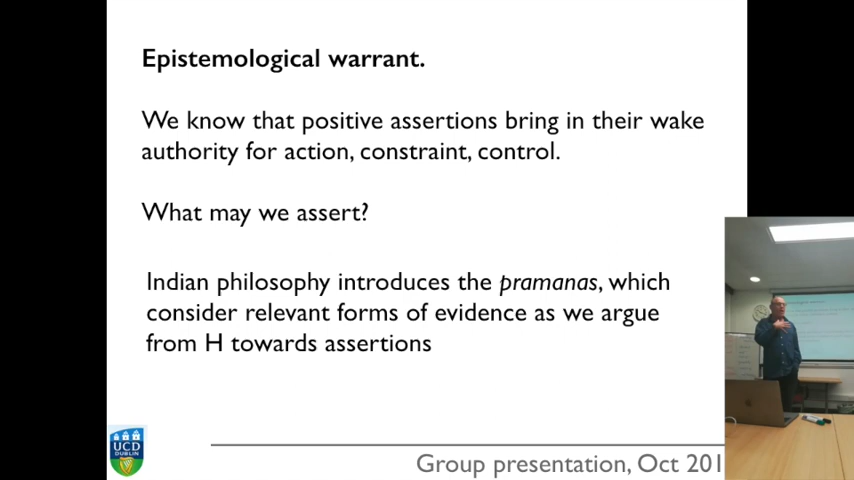 Epistemological warrant.
We know that positive assertions bring in their wake
authority for action, constraint, control.
What may we assert?
Indian philosophy introduces the pramanas, which
consider relevant forms of evidence as we argue
from H towards assertions
UCD
DUBLIN
Group presentation, Oct 201